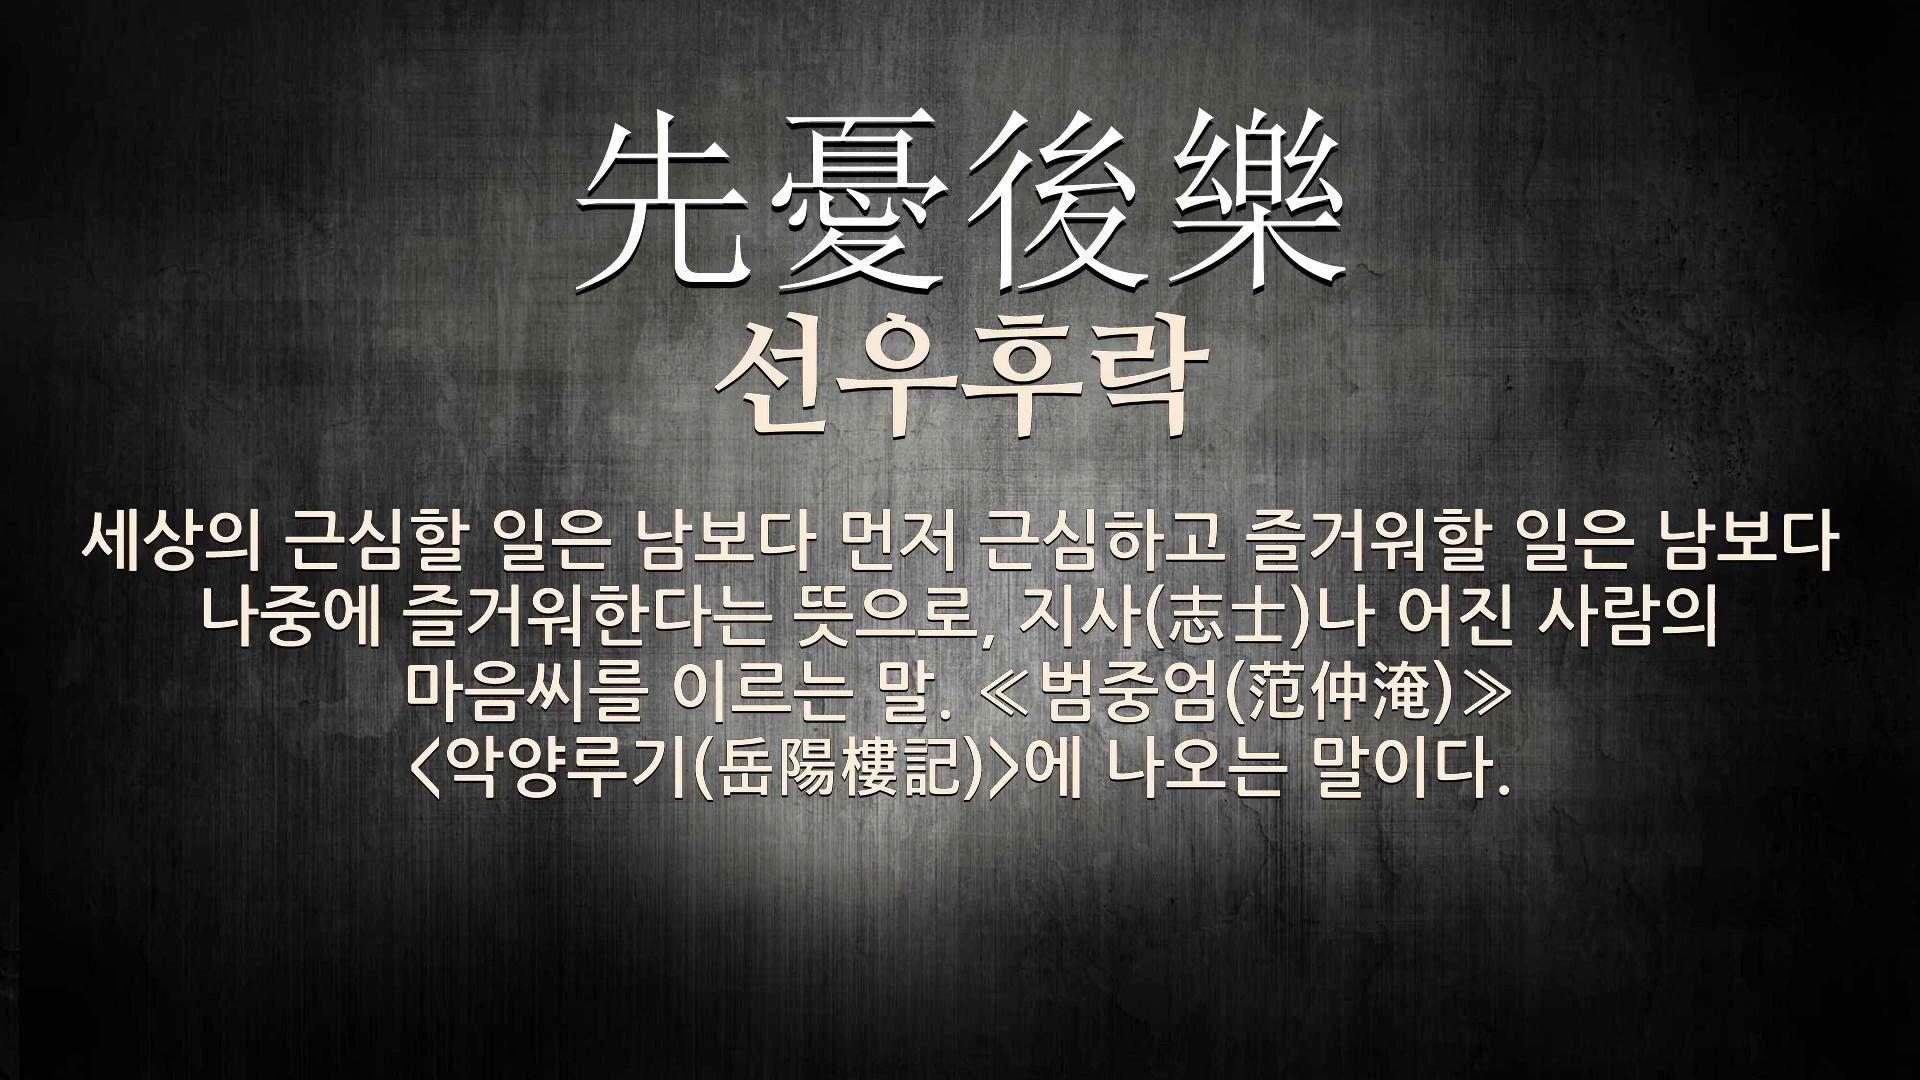 先憂後樂
선우후락
세상의 근심할 일은 남보다 먼저 근심하고 즐거워할 일은 남보다
나중에 즐거워한다는 뜻으로, 지사(志士)나 어진 사람의
마음씨를 이르는 말. ≪범중엄(范仲淹)≫
<악양루기(岳陽樓記)>에 나오는 말이다.